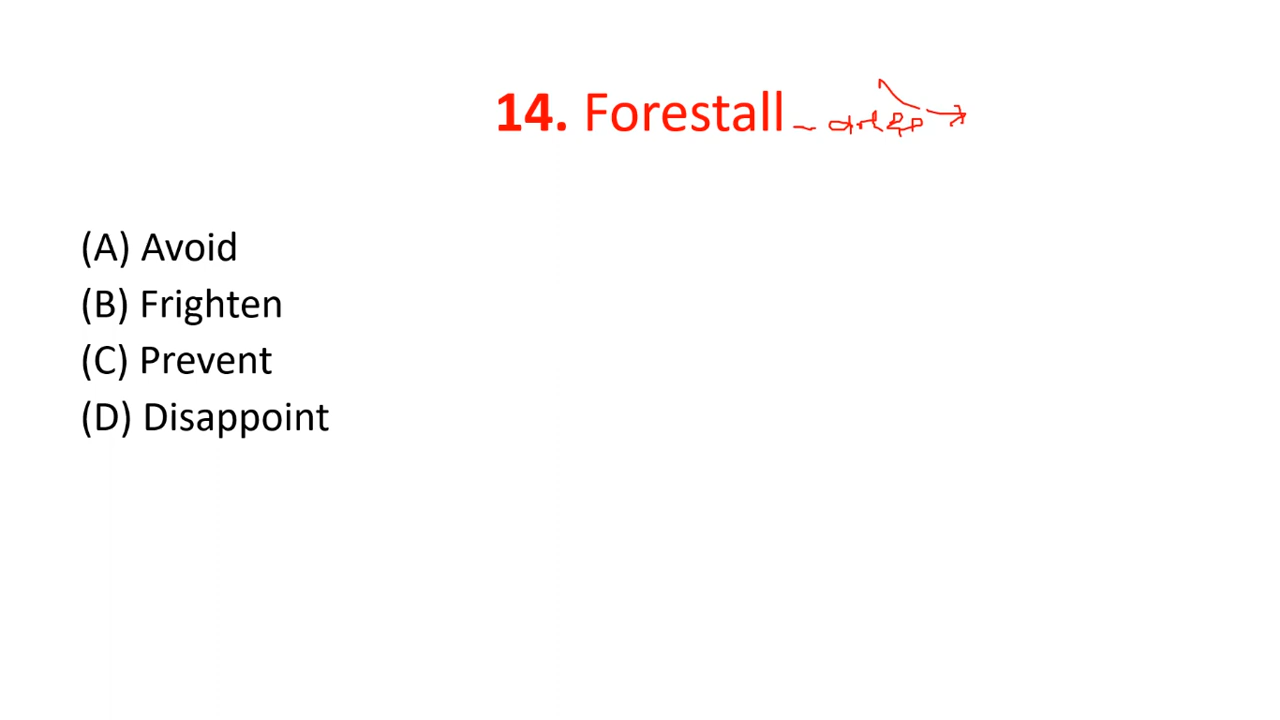 14. Forestall –
(A) Avoid
(B) Frighten
(C) Prevent
(D) Disappoint